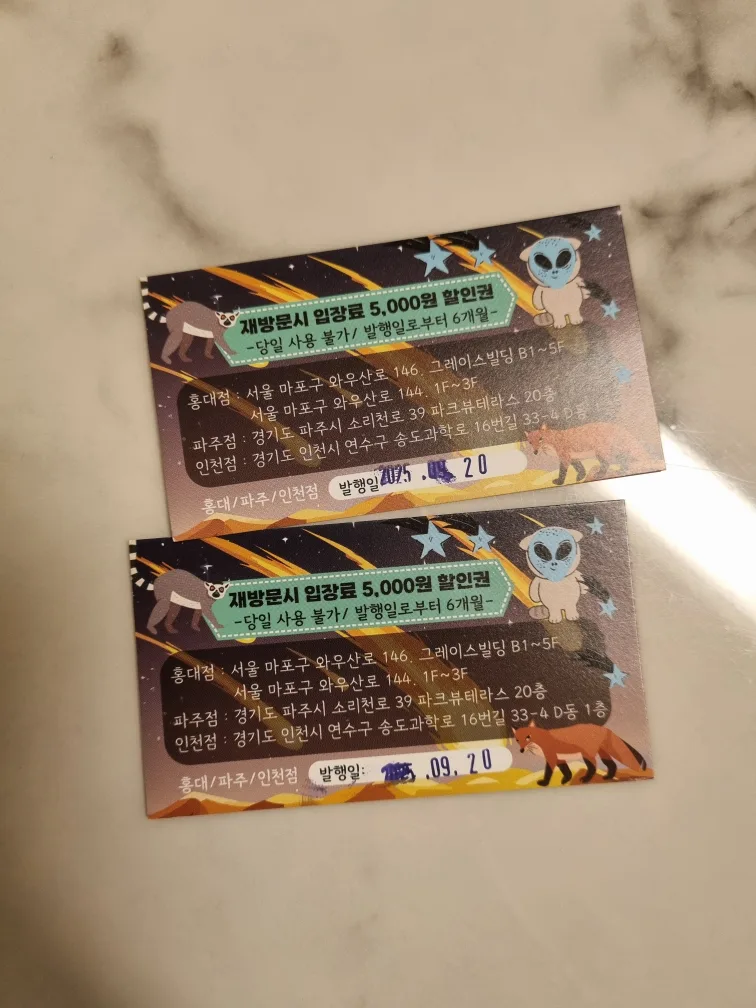 재방문시 입장료 5,000원 할인권
-당일 사용 불가/ 발행일로부터 6개월-
홍대점 : 서울 마포구 와우산로 146. 그레이스빌딩 B1~5F
서울 마포구 와우산로 144. 1F~3F
파주점 : 경기도 파주시 소리천로 39 파크뷰테라스 20층
인천점 : 경기도 인천시 연수구 송도과학로 16번길 33-4 D동
홍대/파주/인천점
발행일 2025 .09. 20
재방문시 입장료 5,000원 할인권
-당일 사용 불가/ 발행일로부터 6개월-
홍대점 : 서울 마포구 와우산로 146. 그레이스빌딩 B1~5F
서울 마포구 와우산로 144. 1F~3F
파주점 : 경기도 파주시 소리천로 39 파크뷰테라스 20층
인천점 : 경기도 인천시 연수구 송도과학로 16번길 33-4 D동 1층
홍대/파주/인천점
발행일: 2025 .09. 20